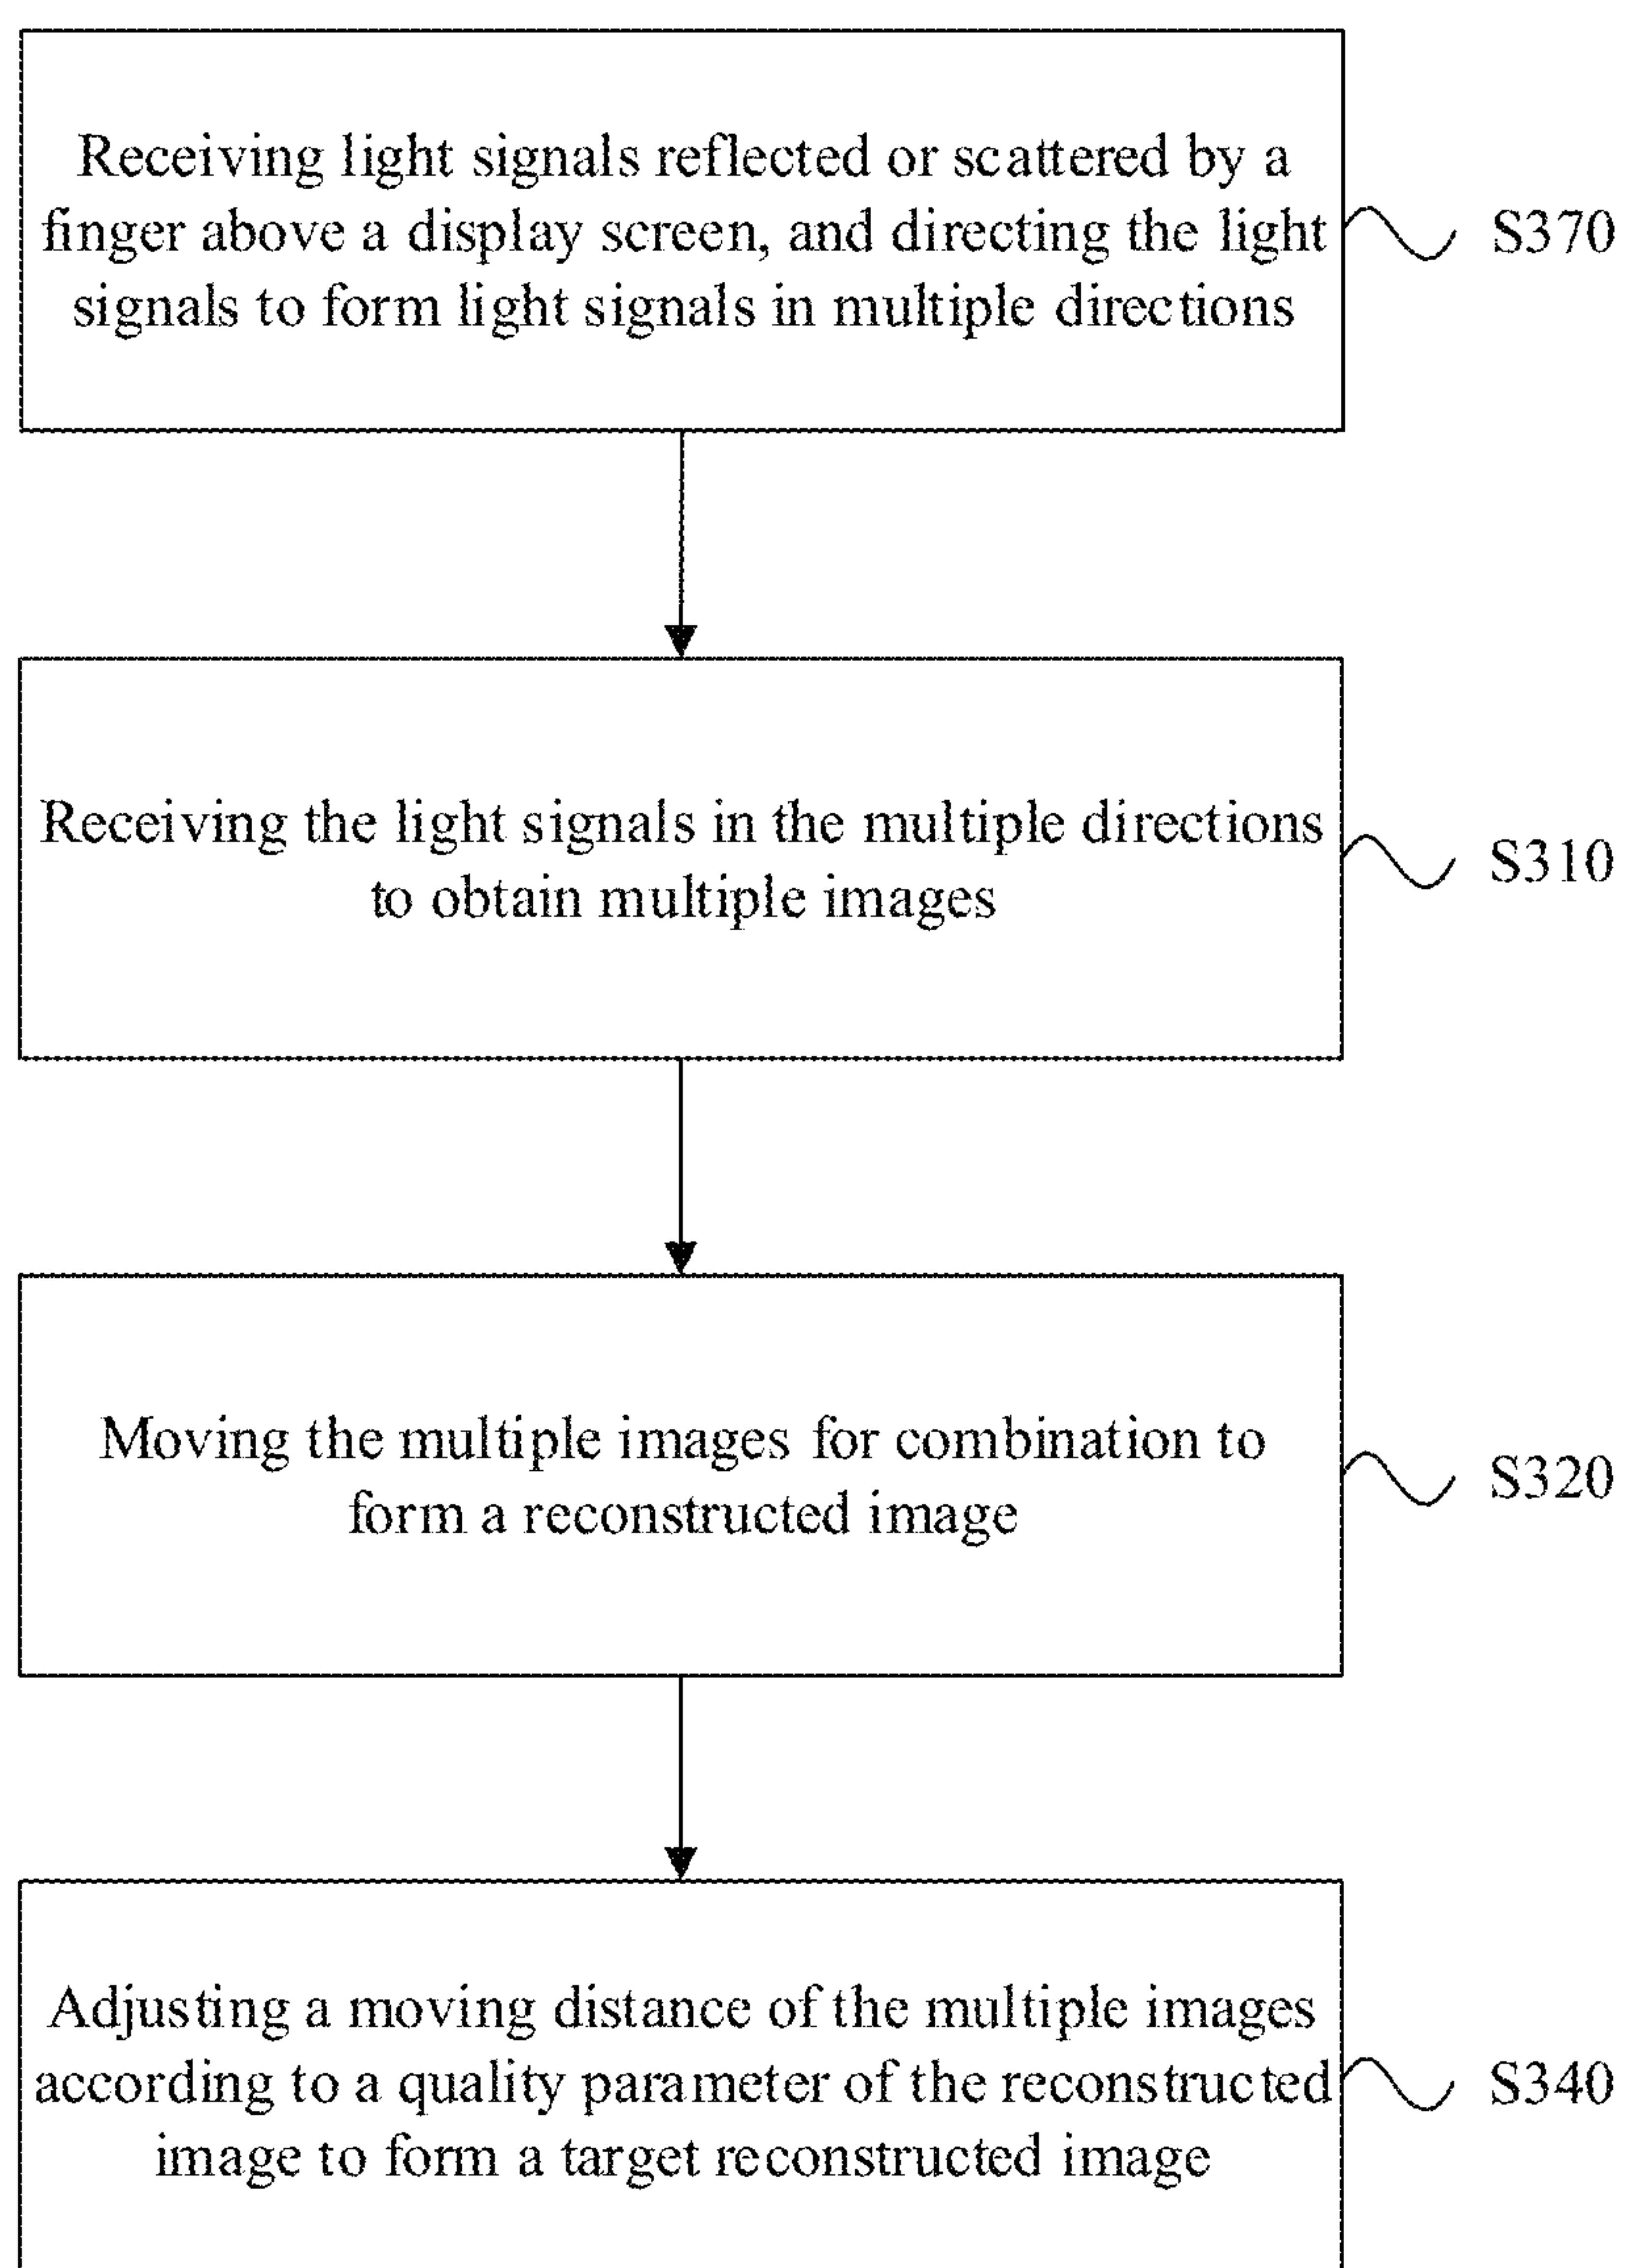 Receiving light signals reflected or scattered by a
finger above a display screen, and directing the light
signals to form light signals in multiple directions
S370
Receiving the light signals in the multiple directions
to obtain multiple images
S310
Moving the multiple images for combination to
form a reconstructed image
S320
Adjusting a moving distance of the multiple images
according to a quality parameter of the reconstructed
image to form a target reconstructed image
S340